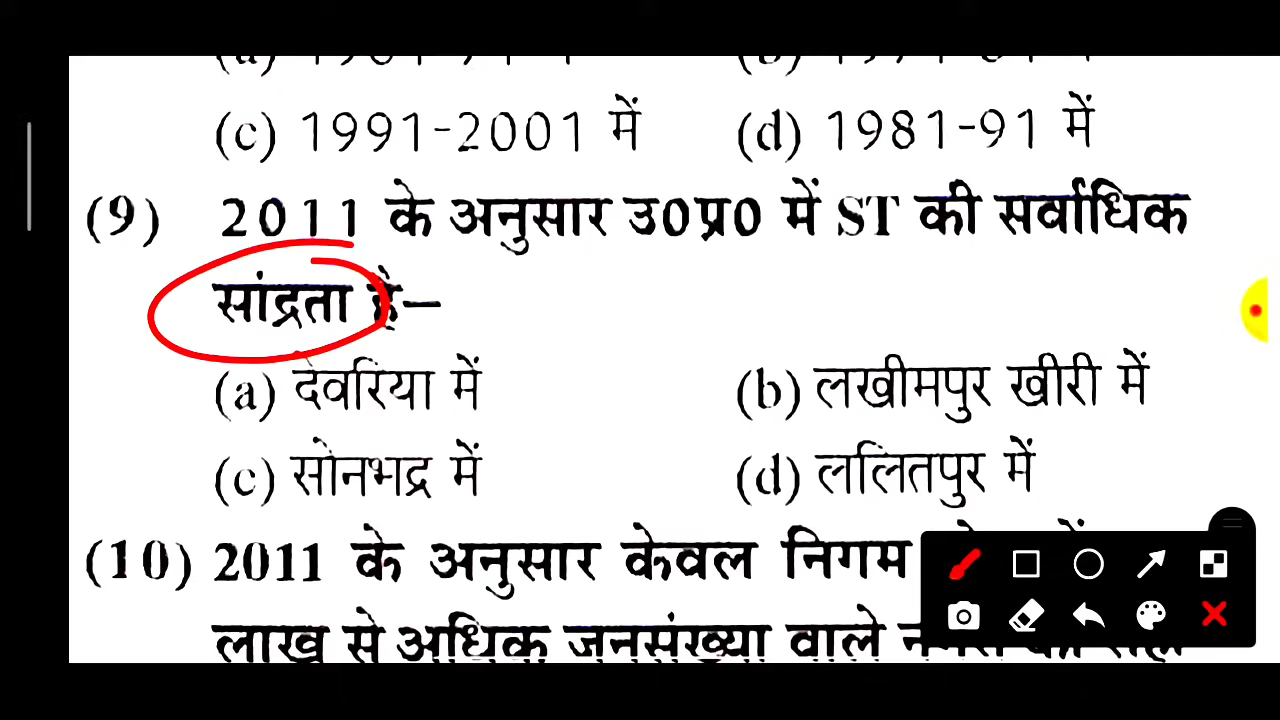 (c) 1991-2001 में (d) 1981-91 में
(9) 2011 के अनुसार उ0प्र0 में ST की सर्वाधिक
सांद्रता है–
(a) देवरिया में (b) लखीमपुर खीरी में
(c) सोनभद्र में (d) ललितपुर में
(10) 2011 के अनुसार केवल निगम
लाख से अधिक जनसंख्या वाले